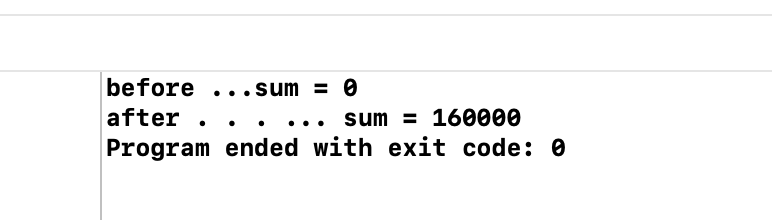 before ...sum = 0
after . . . ... sum = 160000
Program ended with exit code: 0